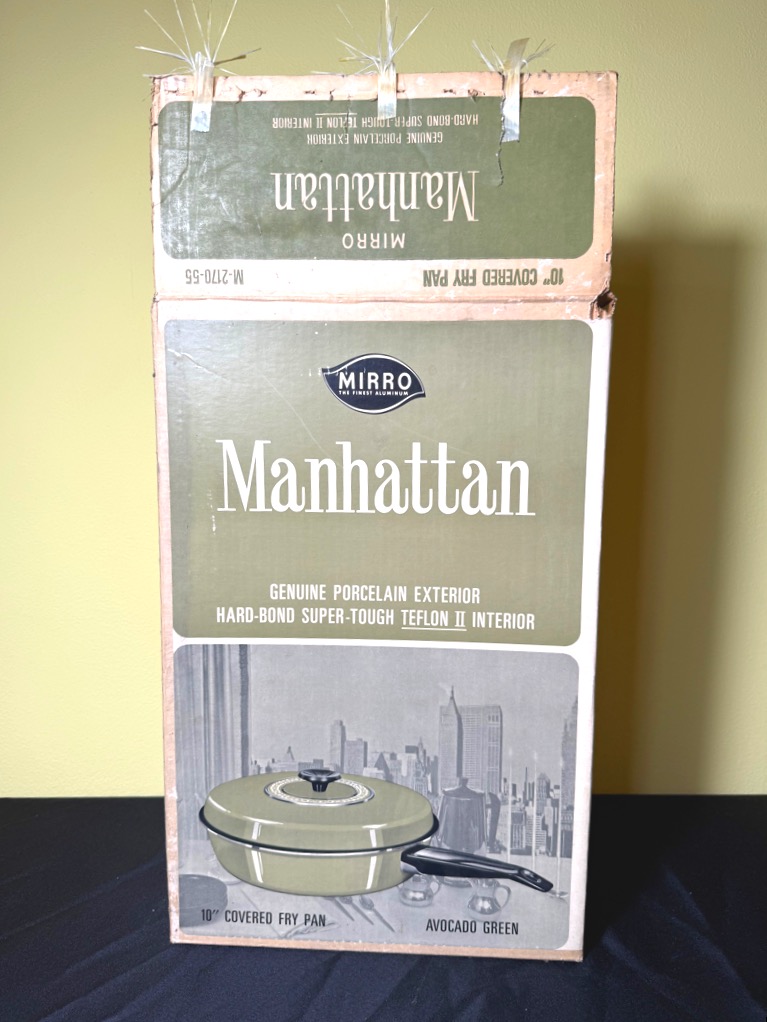 HARD-BOND SUPER-TOUGH TEFLON II INTERIOR
GENUINE PORCELAIN EXTERIOR
Manhattan
MIRRO
10" COVERED FRY PAN M-2170-55
MIRRO
THE FINEST ALUMINUM
Manhattan
GENUINE PORCELAIN EXTERIOR
HARD-BOND SUPER-TOUGH TEFLON II INTERIOR
10" COVERED FRY PAN AVOCADO GREEN